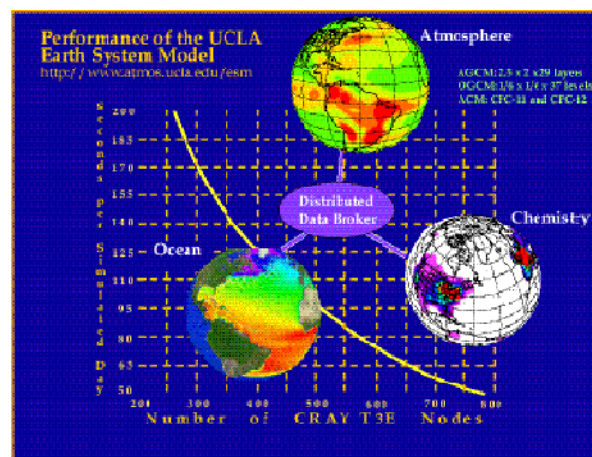 Performance of the UCLA
Earth System Model
http://www.atmos.ucla.edu/esm
Atmosphere
AGCM: 2.5 x 2 x29 layers
OGCM: 1/6 x 1/6 x 37 levels
ACM: CFC-11 and CFC-12
Distributed
Data Broker
Chemistry
Ocean
Seconds per Simulated Day
200
185
170
155
140
125
110
95
80
65
50
200 300 400 500 600 700 800
Number of CRAY T3E Nodes